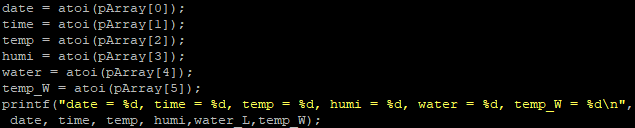 date = atoi(pArray[0]);
time = atoi(pArray[1]);
temp = atoi(pArray[2]);
humi = atoi(pArray[3]);
water = atoi(pArray[4]);
temp_W = atoi(pArray[5]);
printf("date = %d, time = %d, temp = %d, humi = %d, water = %d, temp_W = %d\n",
 date, time, temp, humi,water_L,temp_W);